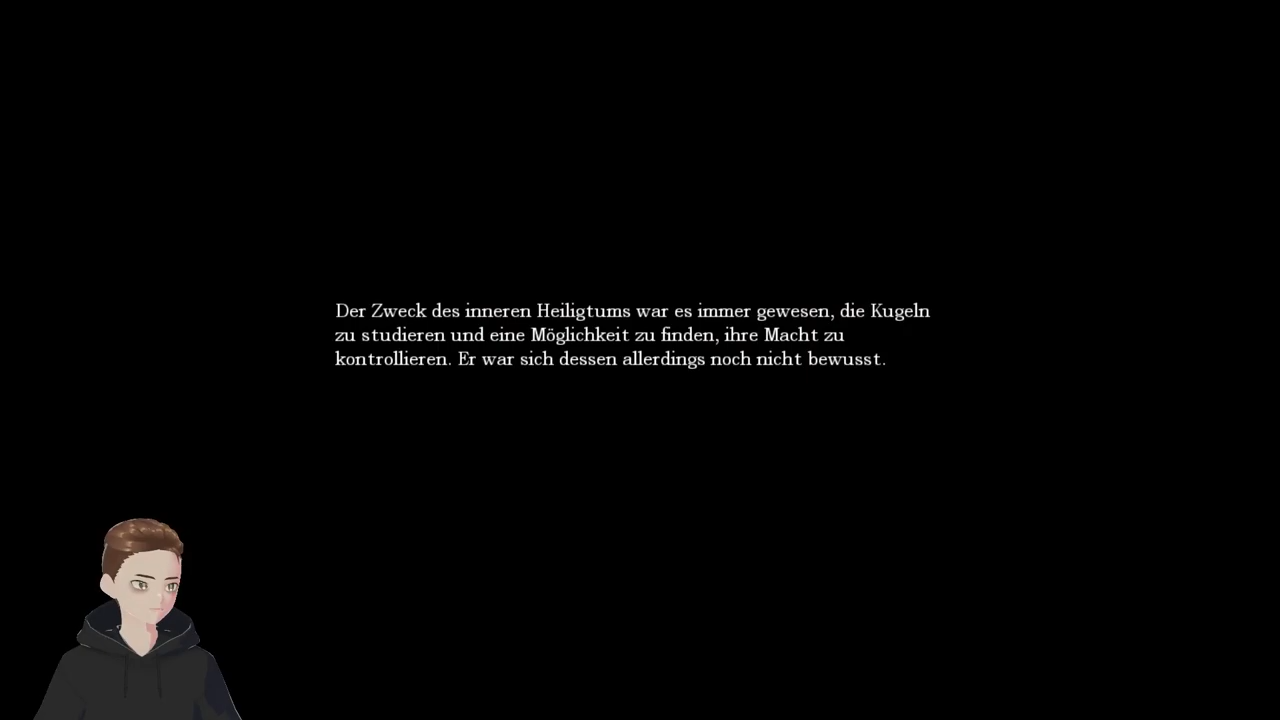 Der Zweck des inneren Heiligtums war es immer gewesen, die Kugeln
zu studieren und eine Möglichkeit zu finden, ihre Macht zu
kontrollieren. Er war sich dessen allerdings noch nicht bewusst.